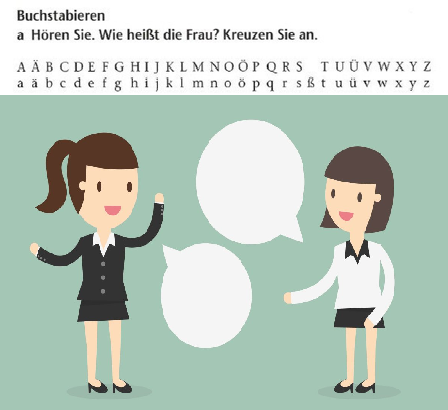 Buchstabieren
a Hören Sie. Wie heißt die Frau? Kreuzen Sie an.
A Ä B C D E F G H I J K L M N O Ö P Q R S T U Ü V W X Y Z
a ä b c d e f g h i j k l m n o ö p q r s ß t u ü v w x y z